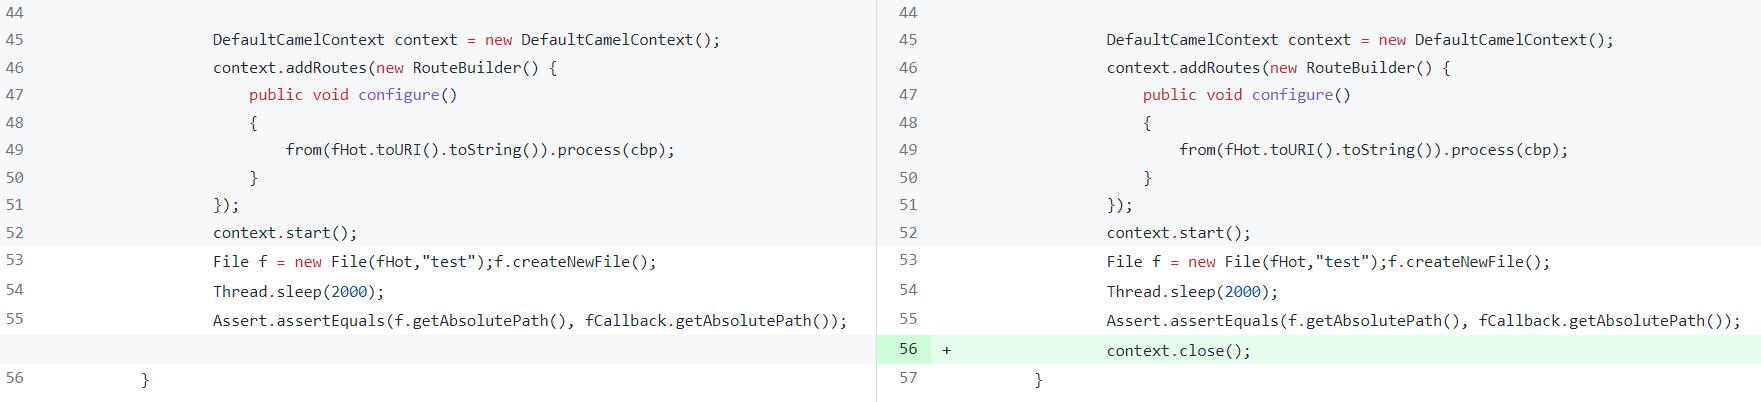 44
45 DefaultCamelContext context = new DefaultCamelContext();
46 context.addRoutes(new RouteBuilder() {
47 public void configure()
48 {
49 from(fHot.toURI().toString()).process(cbp);
50 }
51 });
52 context.start();
53 File f = new File(fHot,"test");f.createNewFile();
54 Thread.sleep(2000);
55 Assert.assertEquals(f.getAbsolutePath(), fCallback.getAbsolutePath());
56 }
44
45 DefaultCamelContext context = new DefaultCamelContext();
46 context.addRoutes(new RouteBuilder() {
47 public void configure()
48 {
49 from(fHot.toURI().toString()).process(cbp);
50 }
51 });
52 context.start();
53 File f = new File(fHot,"test");f.createNewFile();
54 Thread.sleep(2000);
55 Assert.assertEquals(f.getAbsolutePath(), fCallback.getAbsolutePath());
56 + context.close();
57 }